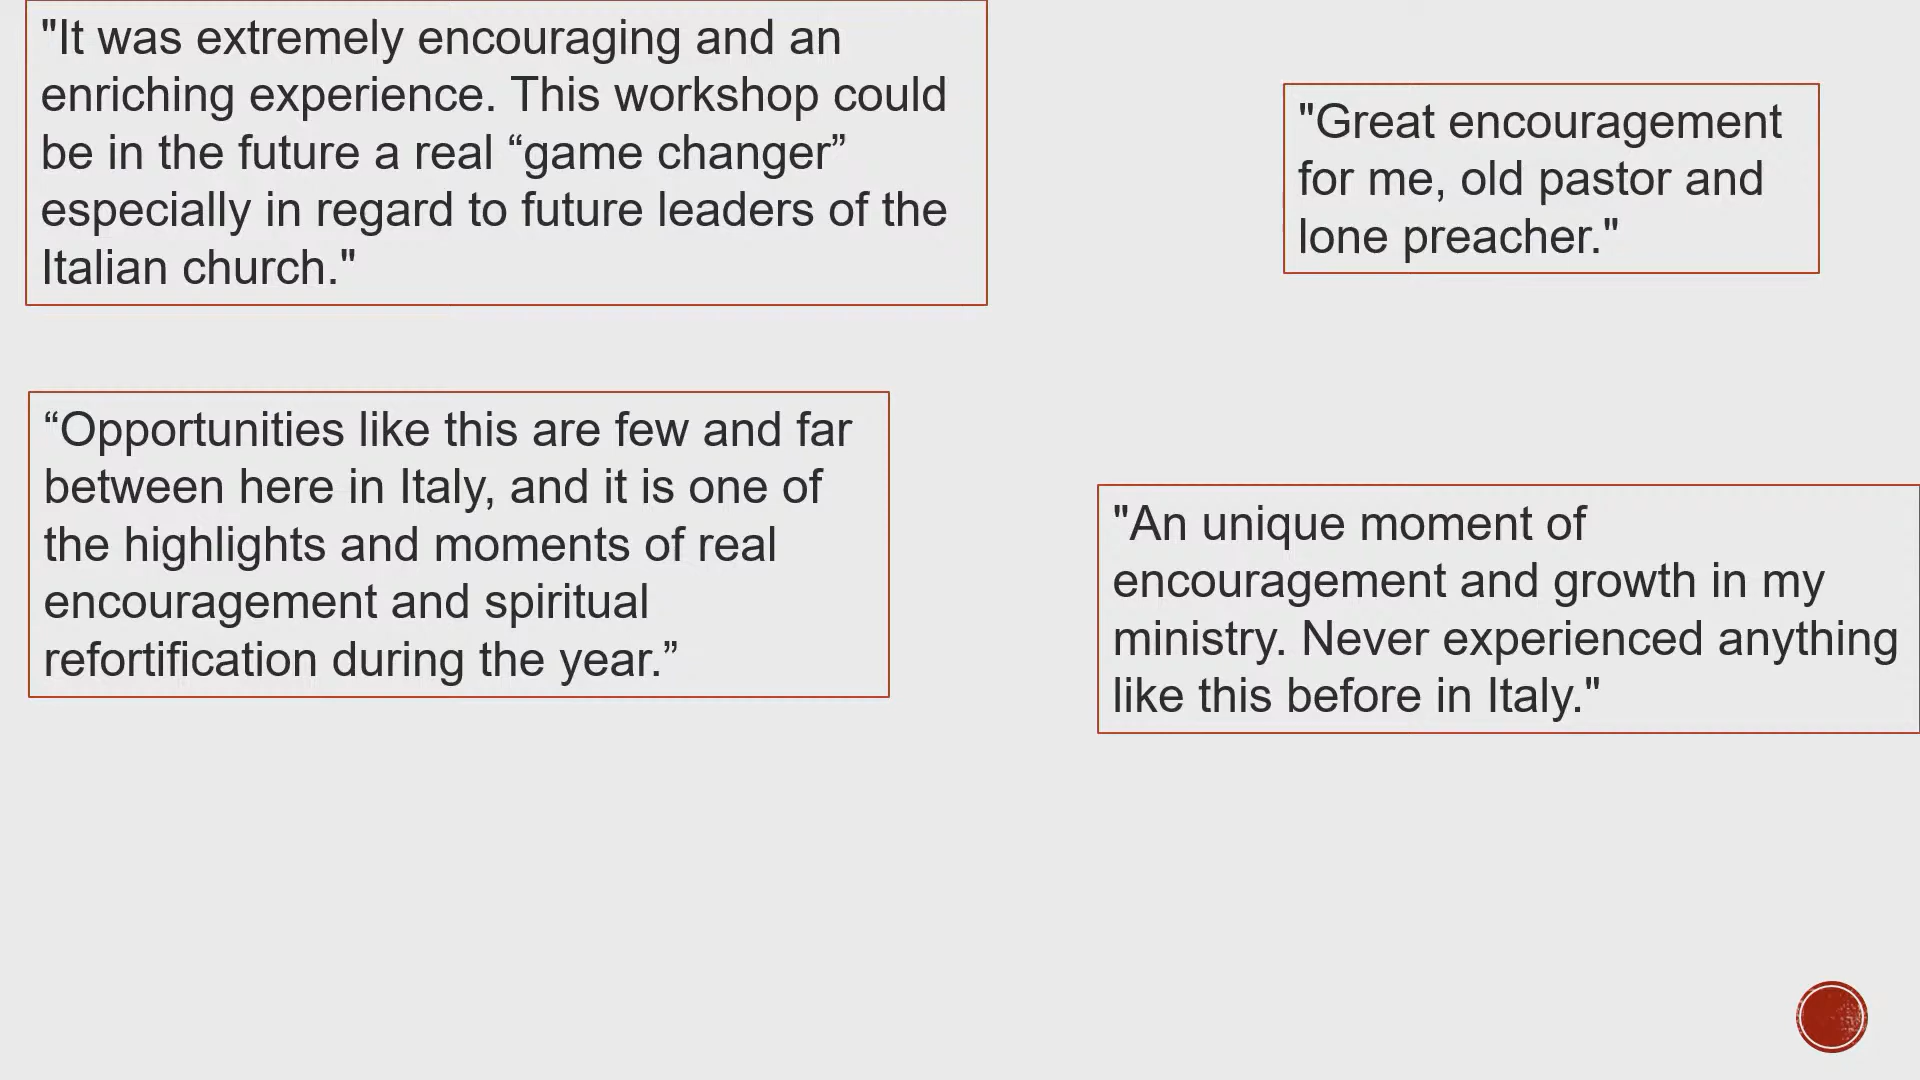 "It was extremely encouraging and an
enriching experience. This workshop could
be in the future a real “game changer”
especially in regard to future leaders of the
Italian church."
"Great encouragement
for me, old pastor and
lone preacher."
“Opportunities like this are few and far
between here in Italy, and it is one of
the highlights and moments of real
encouragement and spiritual
refortification during the year.”
"An unique moment of
encouragement and growth in my
ministry. Never experienced anything
like this before in Italy."